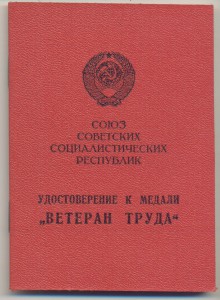 СОЮЗ
СОВЕТСКИХ
СОЦИАЛИСТИЧЕСКИХ
РЕСПУБЛИК
УДОСТОВЕРЕНИЕ К МЕДАЛИ
„ВЕТЕРАН ТРУДА“